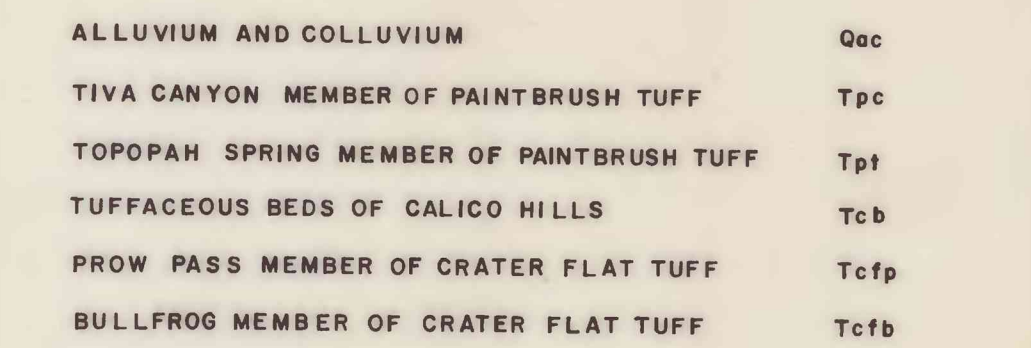 ALLUVIUM AND COLLUVIUM Qac
TIVA CANYON MEMBER OF PAINTBRUSH TUFF Tpc
TOPOPAH SPRING MEMBER OF PAINTBRUSH TUFF Tpt
TUFFACEOUS BEDS OF CALICO HILLS Tcb
PROW PASS MEMBER OF CRATER FLAT TUFF Tcfp
BULLFROG MEMBER OF CRATER FLAT TUFF Tcfb